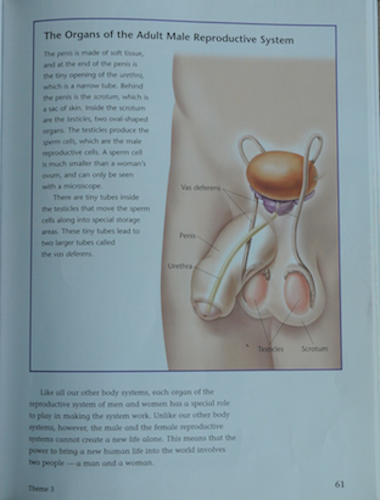 The Organs of the Adult Male Reproductive System
The penis is made of soft tissue,
and at the end of the penis is
the tiny opening of the urethra,
which is a narrow tube. Behind
the penis is the scrotum, which is
a sac of skin. Inside the scrotum
are the testicles, two oval-shaped
organs. The testicles produce the
sperm cells, which are the male
reproductive cells. A sperm cell
is much smaller than a woman's
ovum, and can only be seen
with a microscope.
There are tiny tubes inside
the testicles that move the sperm
cells along into special storage
areas. These tiny tubes lead to
two larger tubes called
the vas deferens.
Vas deferens
Penis
Urethra
Testicles
Scrotum
Like all our other body systems, each organ of the
reproductive system of men and women has a special role
to play in making the system work. Unlike our other body
systems, however, the male and the female reproductive
systems cannot create a new life alone. This means that the
power to bring a new human life into the world involves
two people — a man and a woman.
Theme 3
61